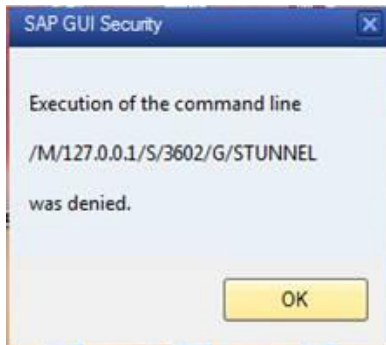 SAP GUI Security
Execution of the command line
/M/127.0.0.1/S/3602/G/STUNNEL
was denied.
OK